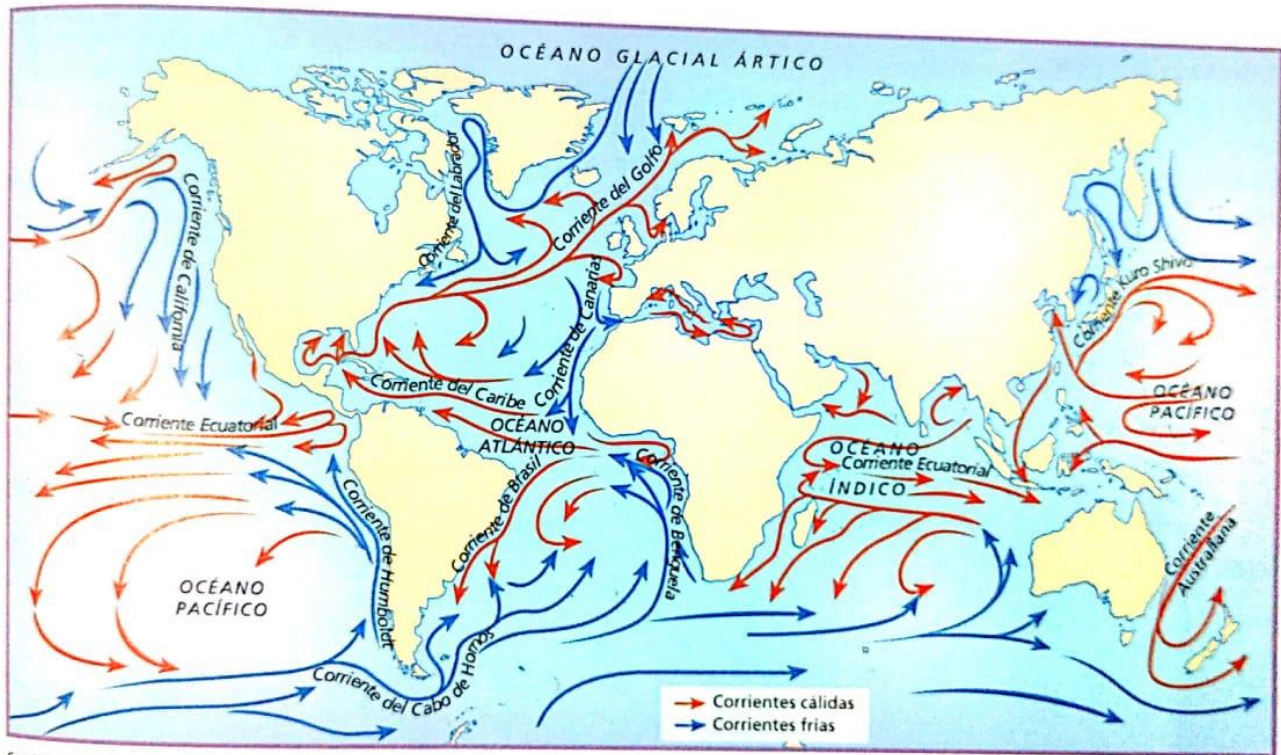 OCÉANO GLACIAL ÁRTICO
Corriente del Labrador
Corriente del Golfo
Corriente de California
Corriente de Canarias
Corriente Kuro Shivo
Corriente del Caribe
Corriente Ecuatorial
OCÉANO
ATLÁNTICO
OCÉANO
PACÍFICO
OCÉANO
Corriente Ecuatorial
ÍNDICO
Corriente de Brasil
Corriente de Benguela
Corriente de Humboldt
Corriente
Australiana
OCÉANO
PACÍFICO
Corriente del Cabo de Hornos
Corrientes cálidas
Corrientes frías